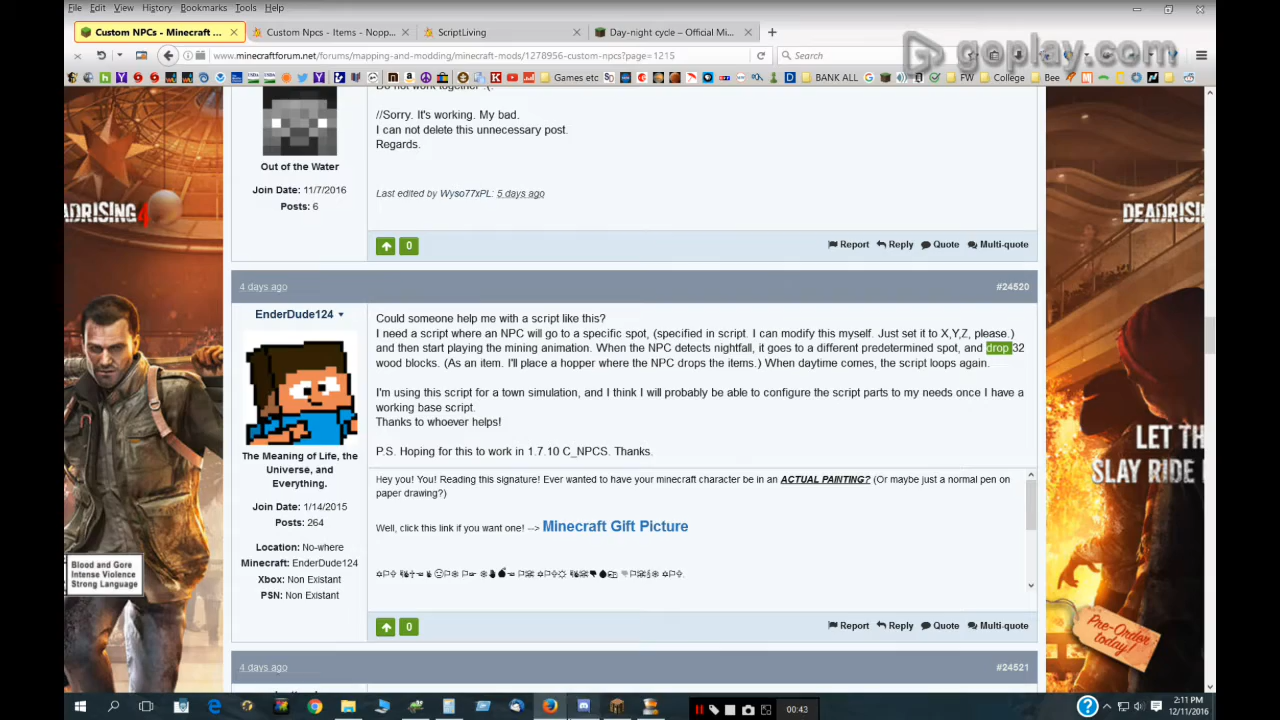 File Edit View History Bookmarks Tools Help
Custom NPCs - Minecraft ... × Custom Npcs - Items - Nopp... × ScriptLiving × Day-night cycle – Official Mi... × +
www.minecraftforum.net/forums/mapping-and-modding/minecraft-mods/1278956-custom-npcs?page=1215 Search
goplay.com
Games etc BANK ALL FW College Bee
Do not work together :(.
//Sorry. It's working. My bad.
I can not delete this unnecessary post.
Regards.
Out of the Water
Join Date: 11/7/2016
Posts: 6
Last edited by Wyso77xPL: 5 days ago
0 Report Reply Quote Multi-quote
4 days ago #24520
EnderDude124
Could someone help me with a script like this?
I need a script where an NPC will go to a specific spot, (specified in script. I can modify this myself. Just set it to X,Y,Z, please.)
and then start playing the mining animation. When the NPC detects nightfall, it goes to a different predetermined spot, and drop 32
wood blocks. (As an item. I'll place a hopper where the NPC drops the items.) When daytime comes, the script loops again.
I'm using this script for a town simulation, and I think I will probably be able to configure the script parts to my needs once I have a
working base script.
Thanks to whoever helps!
P.S. Hoping for this to work in 1.7.10 C_NPCS. Thanks.
The Meaning of Life, the
Universe, and
Everything.
Join Date: 1/14/2015
Posts: 264
Location: No-where
Minecraft: EnderDude124
Xbox: Non Existant
PSN: Non Existant
Hey you! You! Reading this signature! Ever wanted to have your minecraft character be in an ACTUAL PAINTING? (Or maybe just a normal pen on
paper drawing?)
Well, click this link if you want one! --> Minecraft Gift Picture
0 Report Reply Quote Multi-quote
4 days ago #24521
EADRISING 4
DEADRISI
LET TH
SLAY RIDE
Blood and Gore
Intense Violence
Strong Language
Pre-Order
today!
00:43
2:11 PM
12/11/2016